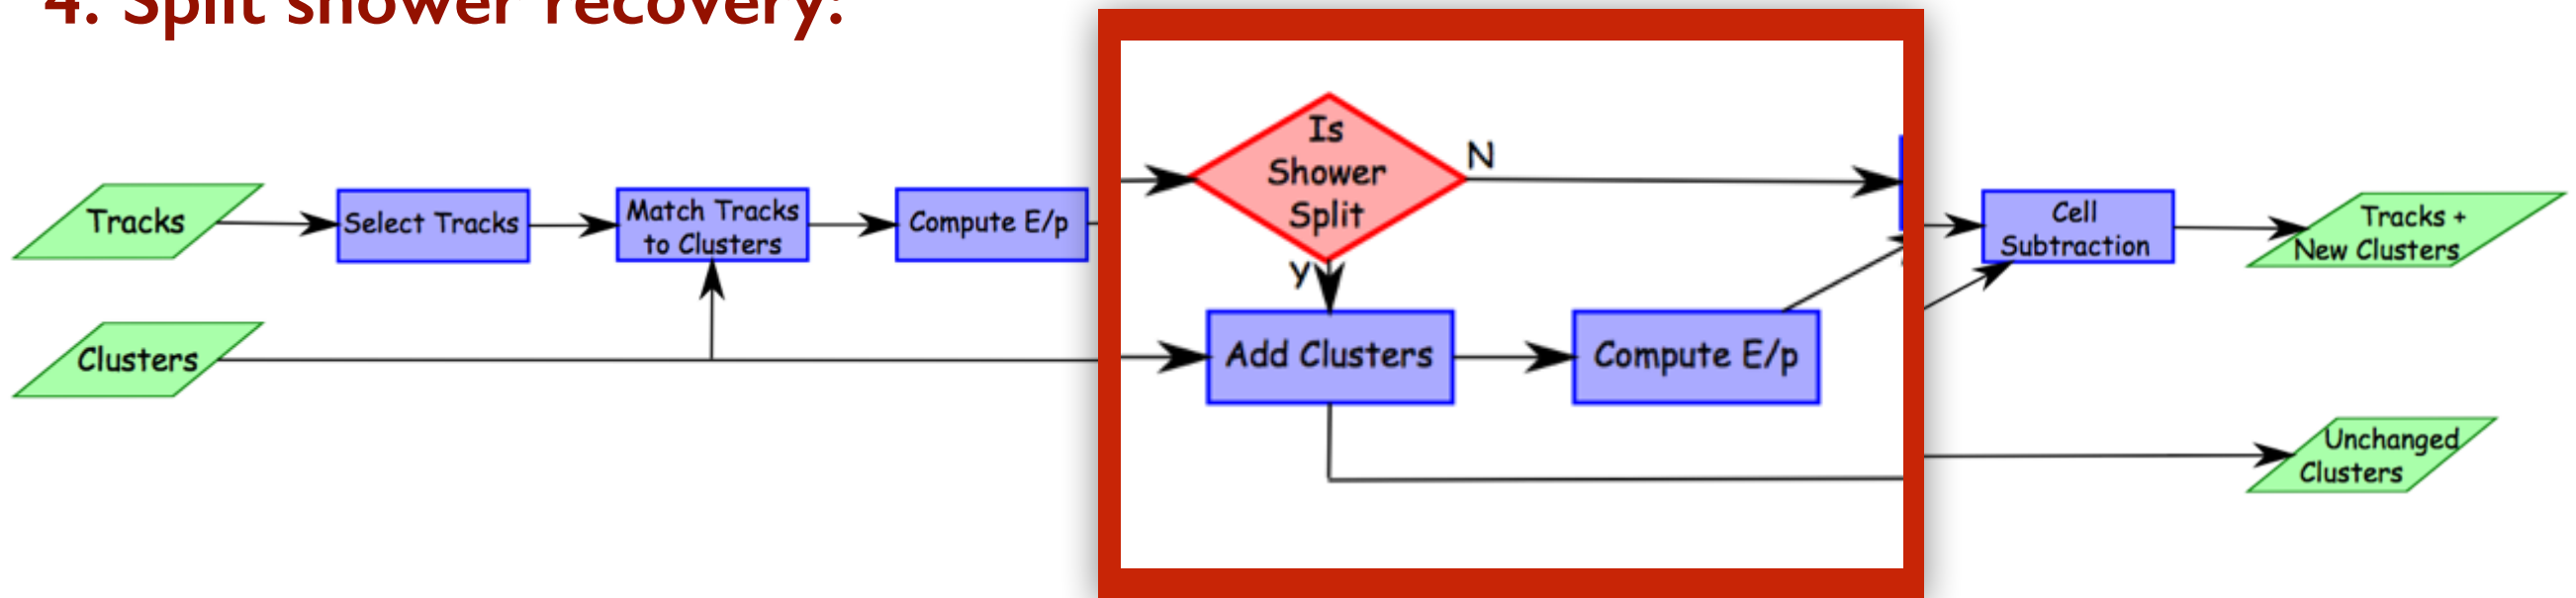 4. Split shower recovery:
Tracks
Select Tracks
Match Tracks
to Clusters
Compute E/p
Is
Shower
Split
N
Y
Cell
Subtraction
Tracks +
New Clusters
Clusters
Add Clusters
Compute E/p
Unchanged
Clusters